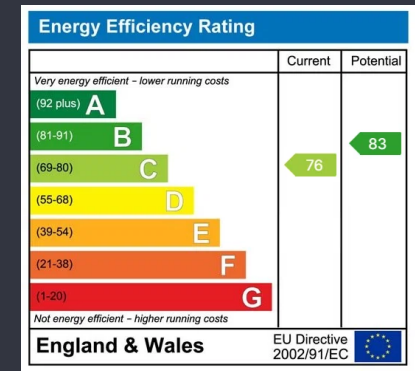 Energy Efficiency Rating
Current Potential
Very energy efficient – lower running costs
(92 plus) A
(81-91) B
83
(69-80) C
76
(55-68) D
(39-54) E
(21-38) F
(1-20) G
Not energy efficient – higher running costs
England & Wales
EU Directive
2002/91/EC